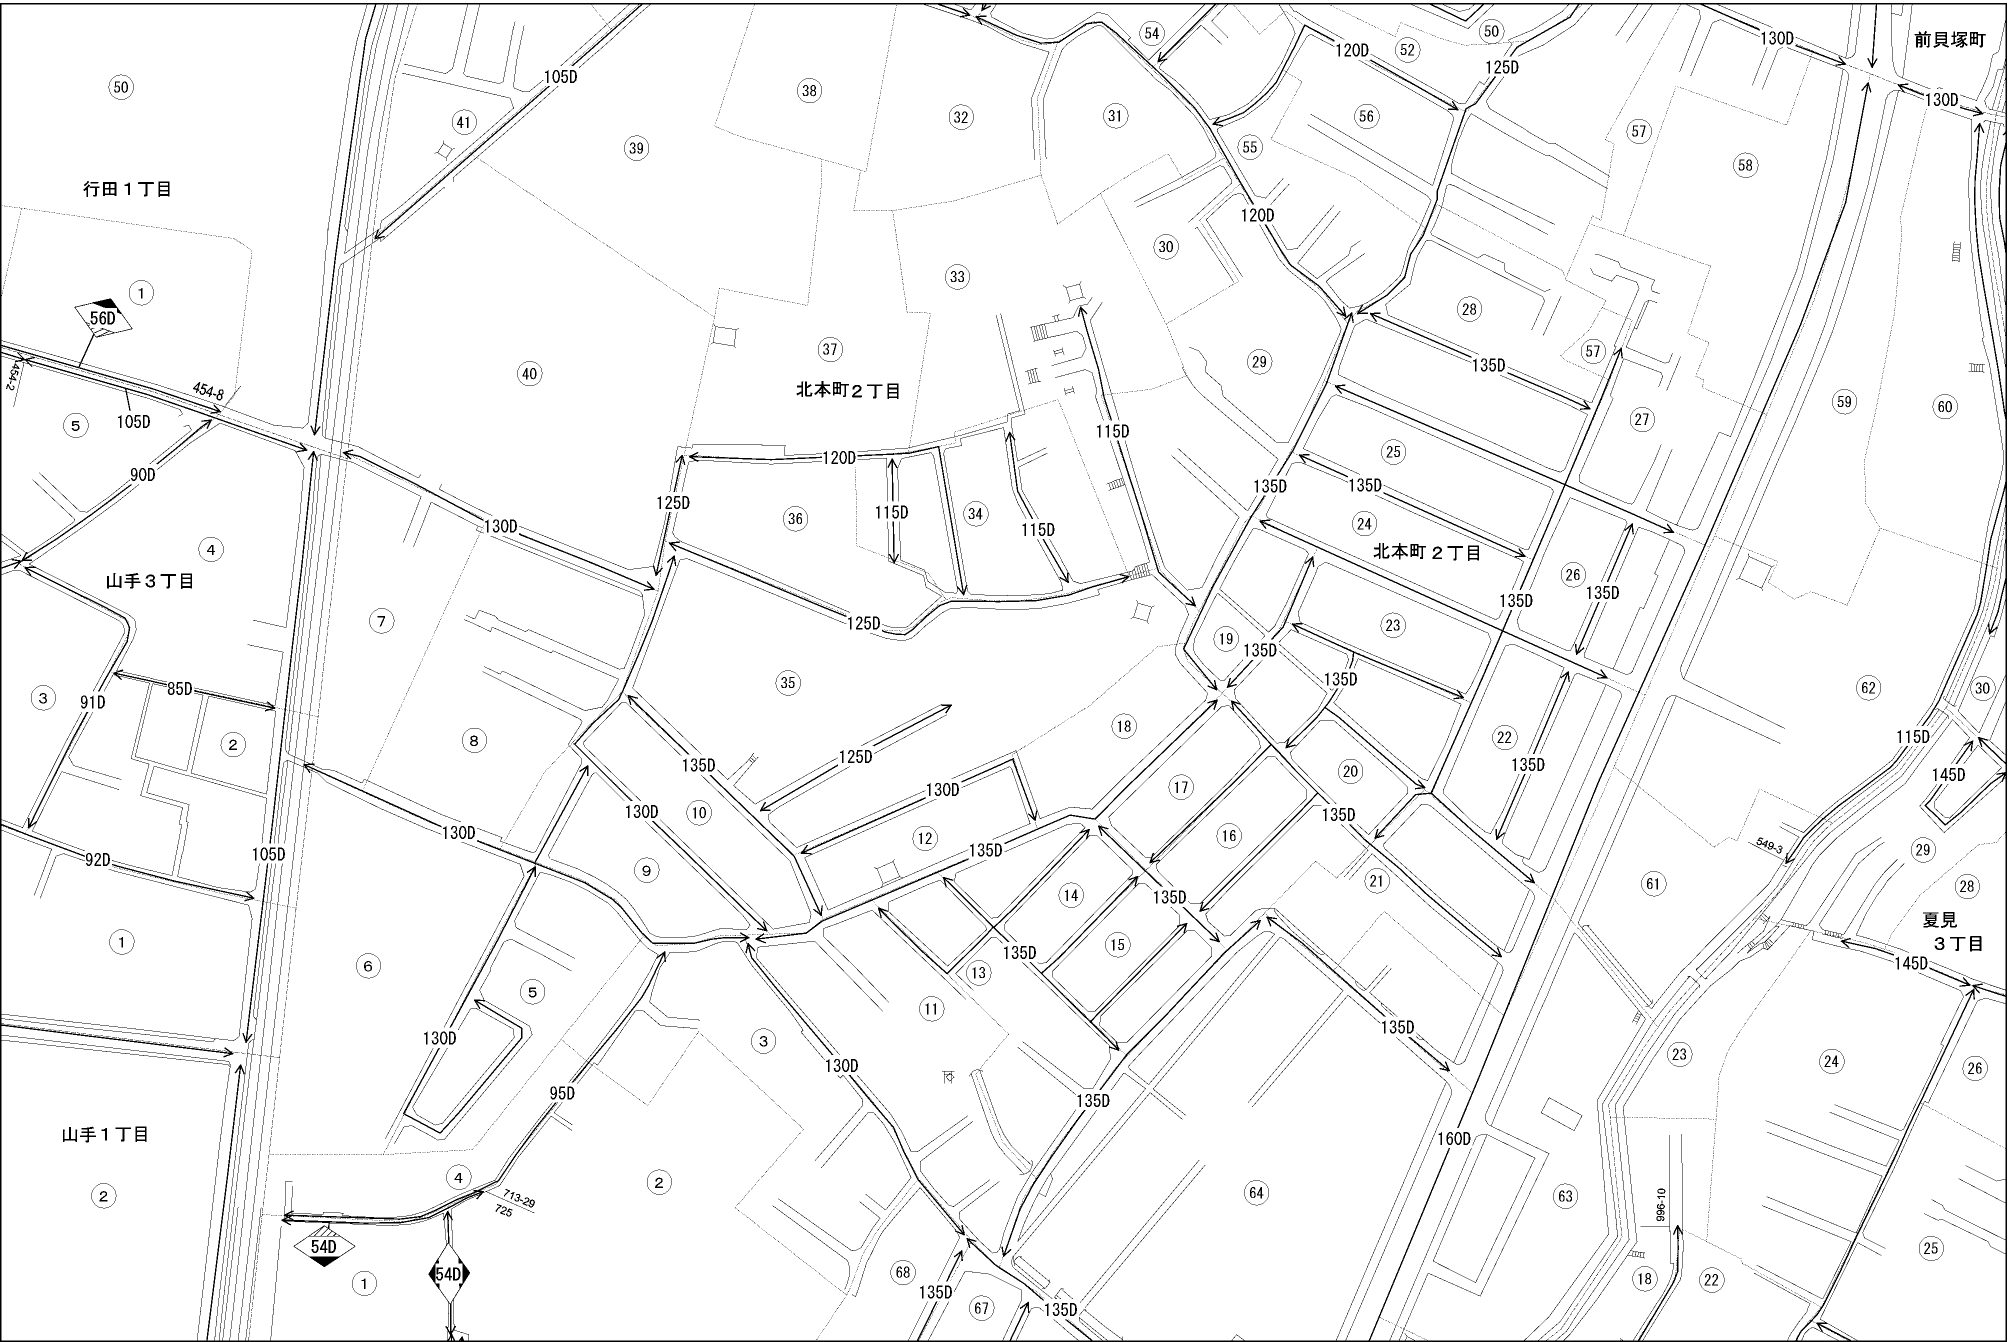 50
54
52
50
130D
前貝塚町
105D
120D
125D
130D
41
38
32
31
56
57
39
55
58
行田１丁目
120D
30
33
1
28
56D
37
57
29
135D
40
北本町２丁目
454-2
454-8
105D
59
60
5
27
115D
120D
25
90D
125D
135D
135D
36
115D
34
115D
24
130D
4
北本町２丁目
山手３丁目
26
135D
135D
7
125D
19
23
135D
85D
35
135D
3
91D
62
30
18
2
8
22
115D
125D
135D
135D
20
145D
130D
17
130D
10
135D
130D
12
16
549-3
135D
105D
92D
9
14
135D
21
61
29
28
1
15
夏見
３丁目
135D
145D
6
13
5
11
135D
130D
3
23
24
130D
26
95D
135D
山手１丁目
160D
4
2
2
64
63
713-29
725
996-10
54D
54D
1
68
25
18
22
135D
67
135D